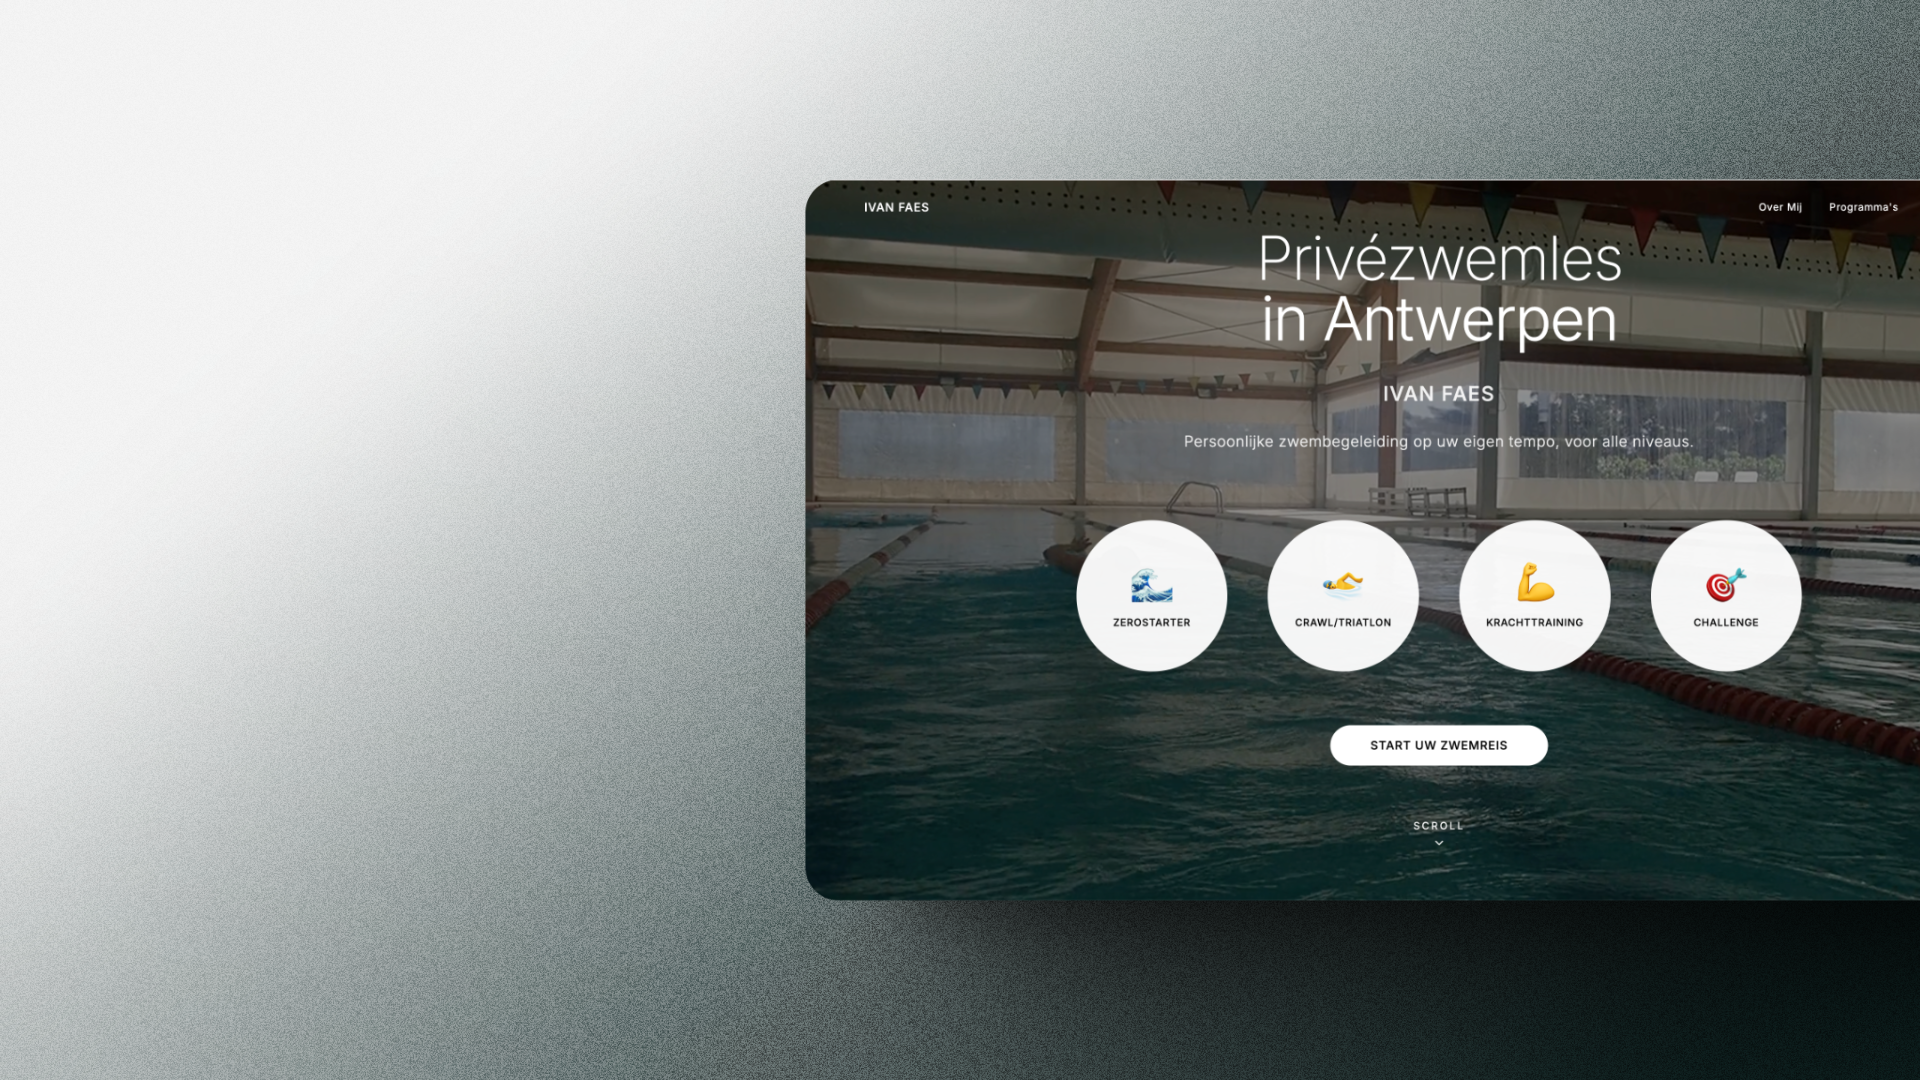 IVAN FAES
Over Mij
Programma's
Privézwemles
in Antwerpen
IVAN FAES
Persoonlijke zwembegeleiding op uw eigen tempo, voor alle niveaus.
ZEROSTARTER
CRAWL/TRIATLON
KRACHTTRAINING
CHALLENGE
START UW ZWEMREIS
SCROLL